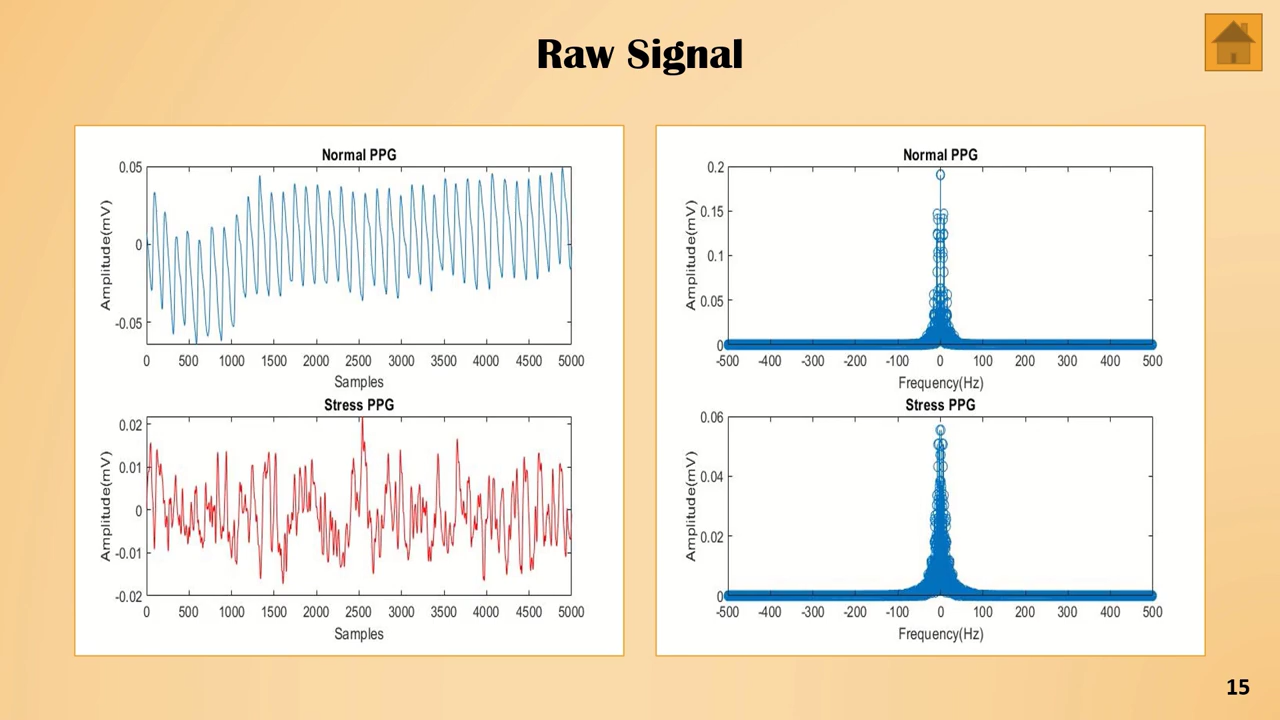 Raw Signal
Normal PPG
Amplitude(mV)
0.05
0
-0.05
0 500 1000 1500 2000 2500 3000 3500 4000 4500 5000
Samples
Stress PPG
Amplitude(mV)
0.02
0.01
0
-0.01
-0.02
0 500 1000 1500 2000 2500 3000 3500 4000 4500 5000
Samples
Normal PPG
Amplitude(mV)
0.2
0.15
0.1
0.05
0
-500 -400 -300 -200 -100 0 100 200 300 400 500
Frequency(Hz)
Stress PPG
Amplitude(mV)
0.06
0.04
0.02
0
-500 -400 -300 -200 -100 0 100 200 300 400 500
Frequency(Hz)
15